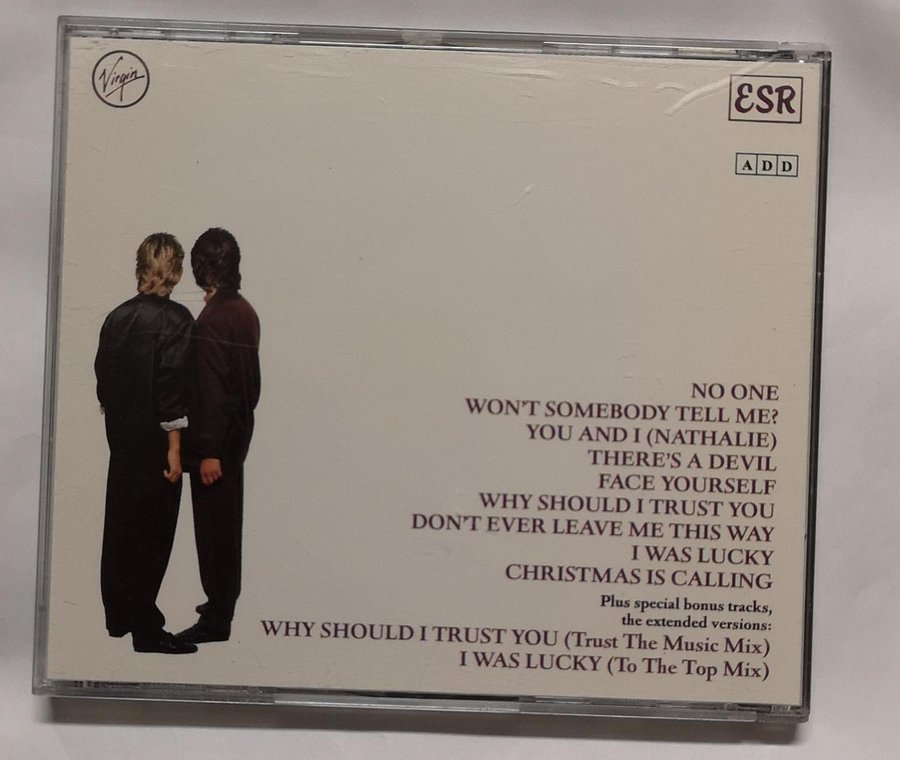 Virgin
ESR
A D D
NO ONE
WON'T SOMEBODY TELL ME?
YOU AND I (NATHALIE)
THERE'S A DEVIL
FACE YOURSELF
WHY SHOULD I TRUST YOU
DON'T EVER LEAVE ME THIS WAY
I WAS LUCKY
CHRISTMAS IS CALLING
Plus special bonus tracks,
the extended versions:
WHY SHOULD I TRUST YOU (Trust The Music Mix)
I WAS LUCKY (To The Top Mix)